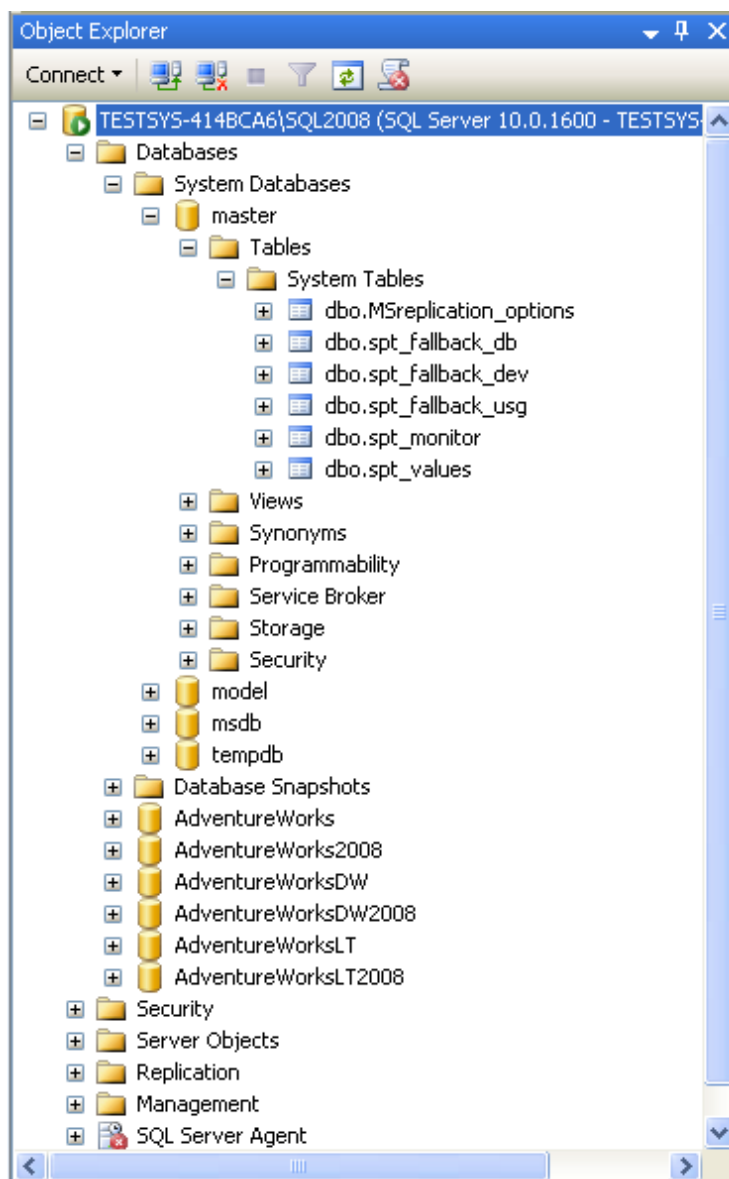 Object Explorer
Connect
TESTSYS-414BCA6\SQL2008 (SQL Server 10.0.1600 - TESTSYS-
Databases
System Databases
master
Tables
System Tables
dbo.MSreplication_options
dbo.spt_fallback_db
dbo.spt_fallback_dev
dbo.spt_fallback_usg
dbo.spt_monitor
dbo.spt_values
Views
Synonyms
Programmability
Service Broker
Storage
Security
model
msdb
tempdb
Database Snapshots
AdventureWorks
AdventureWorks2008
AdventureWorksDW
AdventureWorksDW2008
AdventureWorksLT
AdventureWorksLT2008
Security
Server Objects
Replication
Management
SQL Server Agent